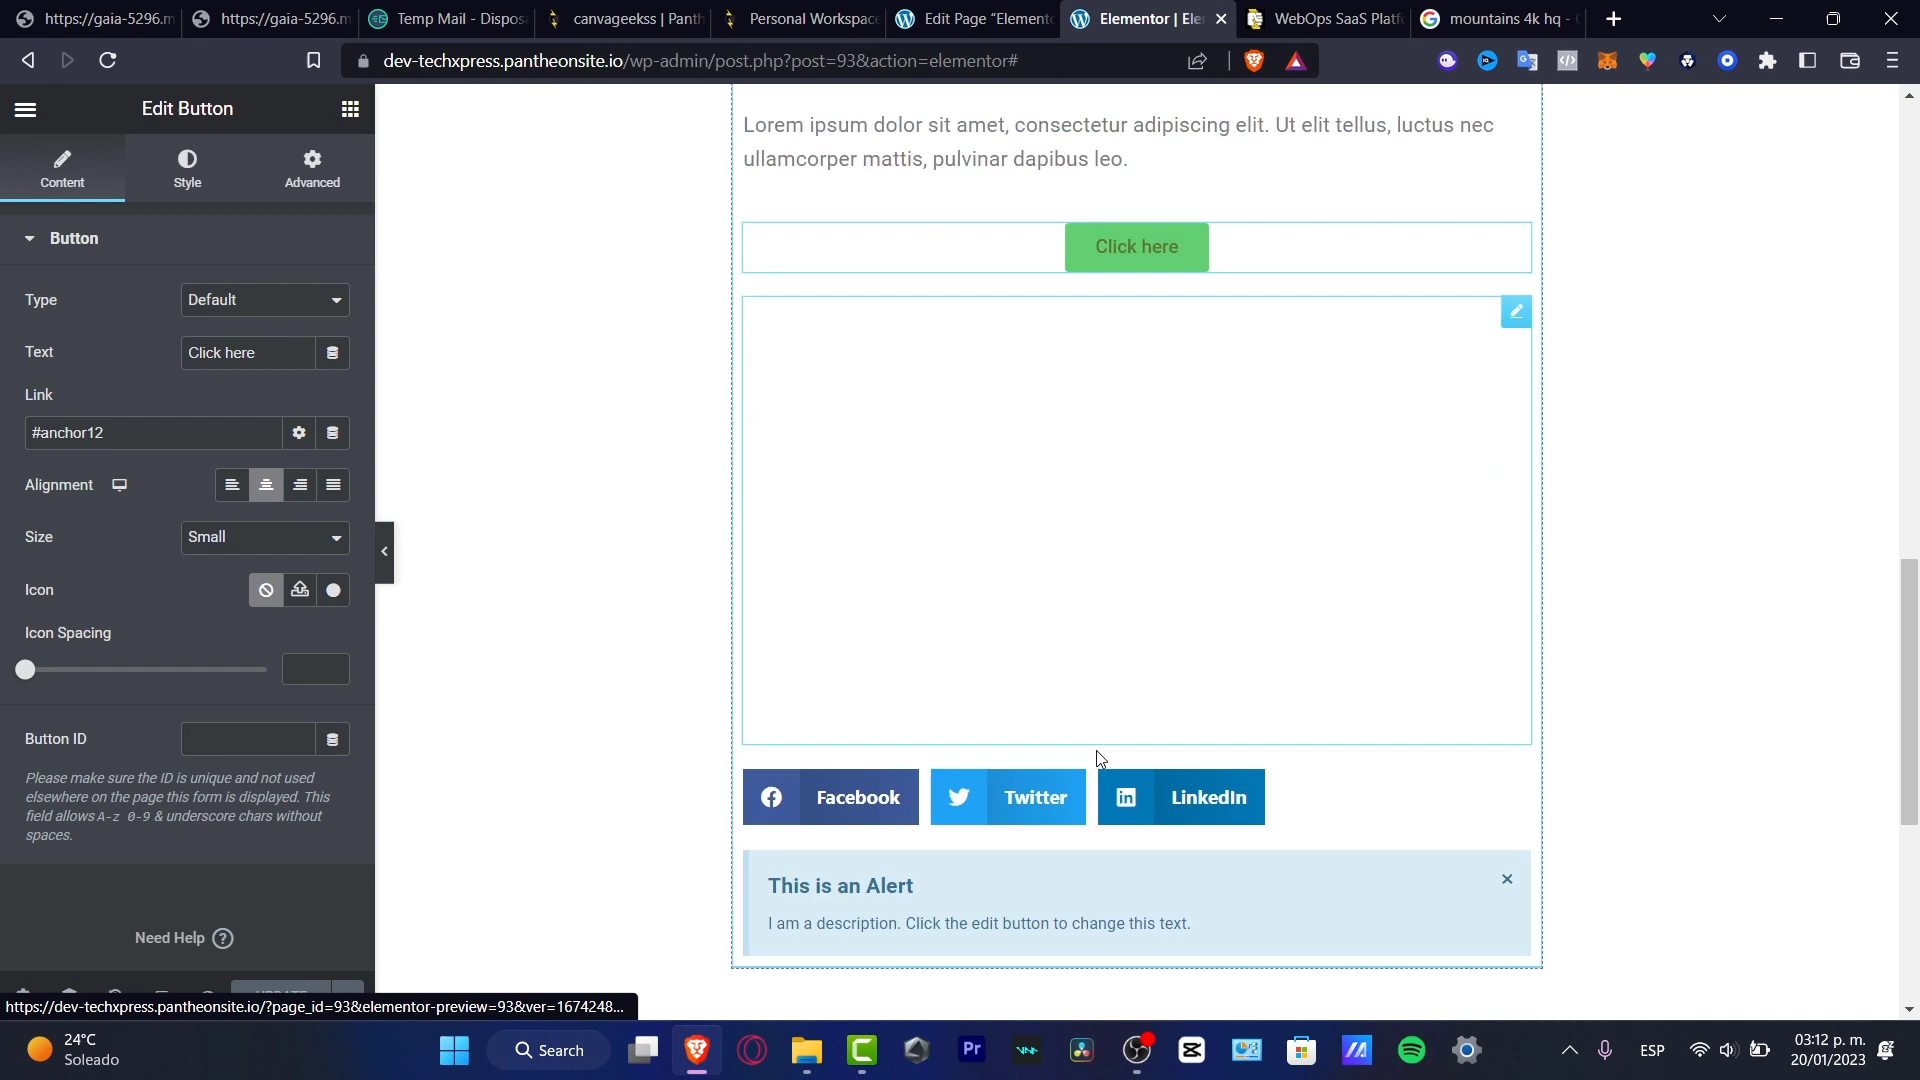 https://gaia-5296.m
https://gaia-5296.m
Temp Mail - Dispos
canvageekss | Panth
Personal Workspac
Edit Page "Element
Elementor | Ele
WebOps SaaS Platf
mountains 4k hq -
dev-techxpress.pantheonsite.io/wp-admin/post.php?post=93&action=elementor#
Edit Button
Content
Style
Advanced
Button
Type
Default
Text
Click here
Link
#anchor12
Alignment
Size
Small
Icon
Icon Spacing
Button ID
Please make sure the ID is unique and not used
elsewhere on the page this form is displayed. This
field allows A-z 0-9 & underscore chars without
spaces.
Need Help
Lorem ipsum dolor sit amet, consectetur adipiscing elit. Ut elit tellus, luctus nec
ullamcorper mattis, pulvinar dapibus leo.
Click here
Facebook
Twitter
LinkedIn
This is an Alert
I am a description. Click the edit button to change this text.
https://dev-techxpress.pantheonsite.io/?page_id=93&elementor-preview=93&ver=1674248...
24°C
Soleado
Search
Pr
ESP
03:12 p. m.
20/01/2023